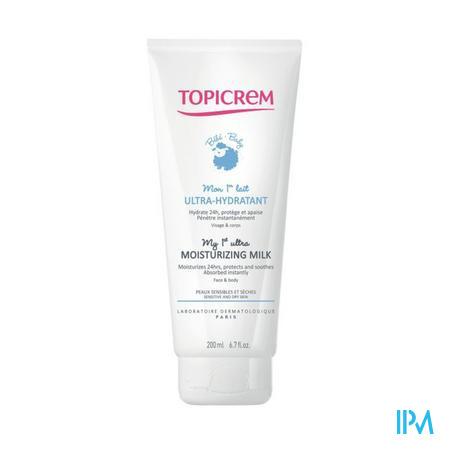 TOPICREM
Bébé • Baby
Mon 1er lait
ULTRA-HYDRATANT
Hydrate 24h, protège et apaise
Pénètre instantanément
Visage & corps
My 1st ultra
MOISTURIZING MILK
Moisturizes 24hrs, protects and soothes
Absorbed instantly
Face & body
PEAUX SENSIBLES ET SÈCHES
SENSITIVE AND DRY SKIN
LABORATOIRE DERMATOLOGIQUE
PARIS
200 ml 6.7 fl. oz.
IPM